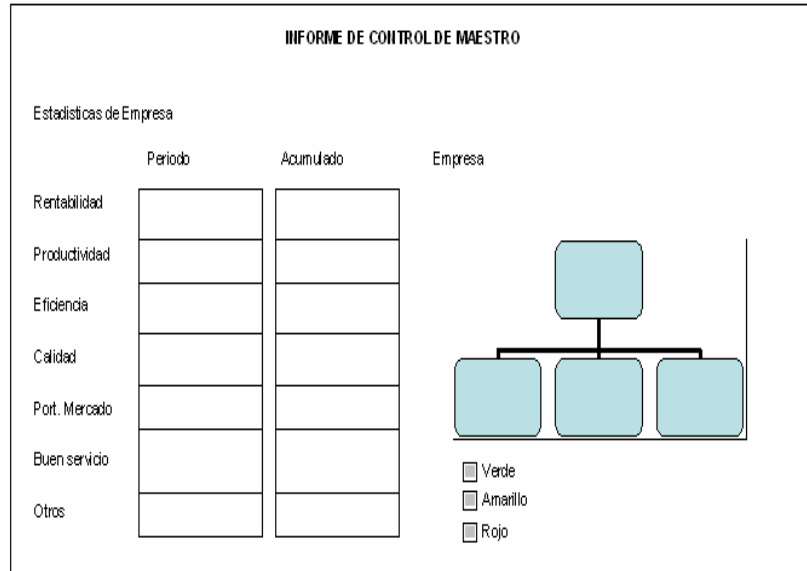 INFORME DE CONTROL DE MAESTRO
Estadisticas de Empresa
Periodo Acumulado Empresa
Rentabilidad
Productividad
Eficiencia
Calidad
Port. Mercado
Buen servicio
Otros
Verde
Amarillo
Rojo